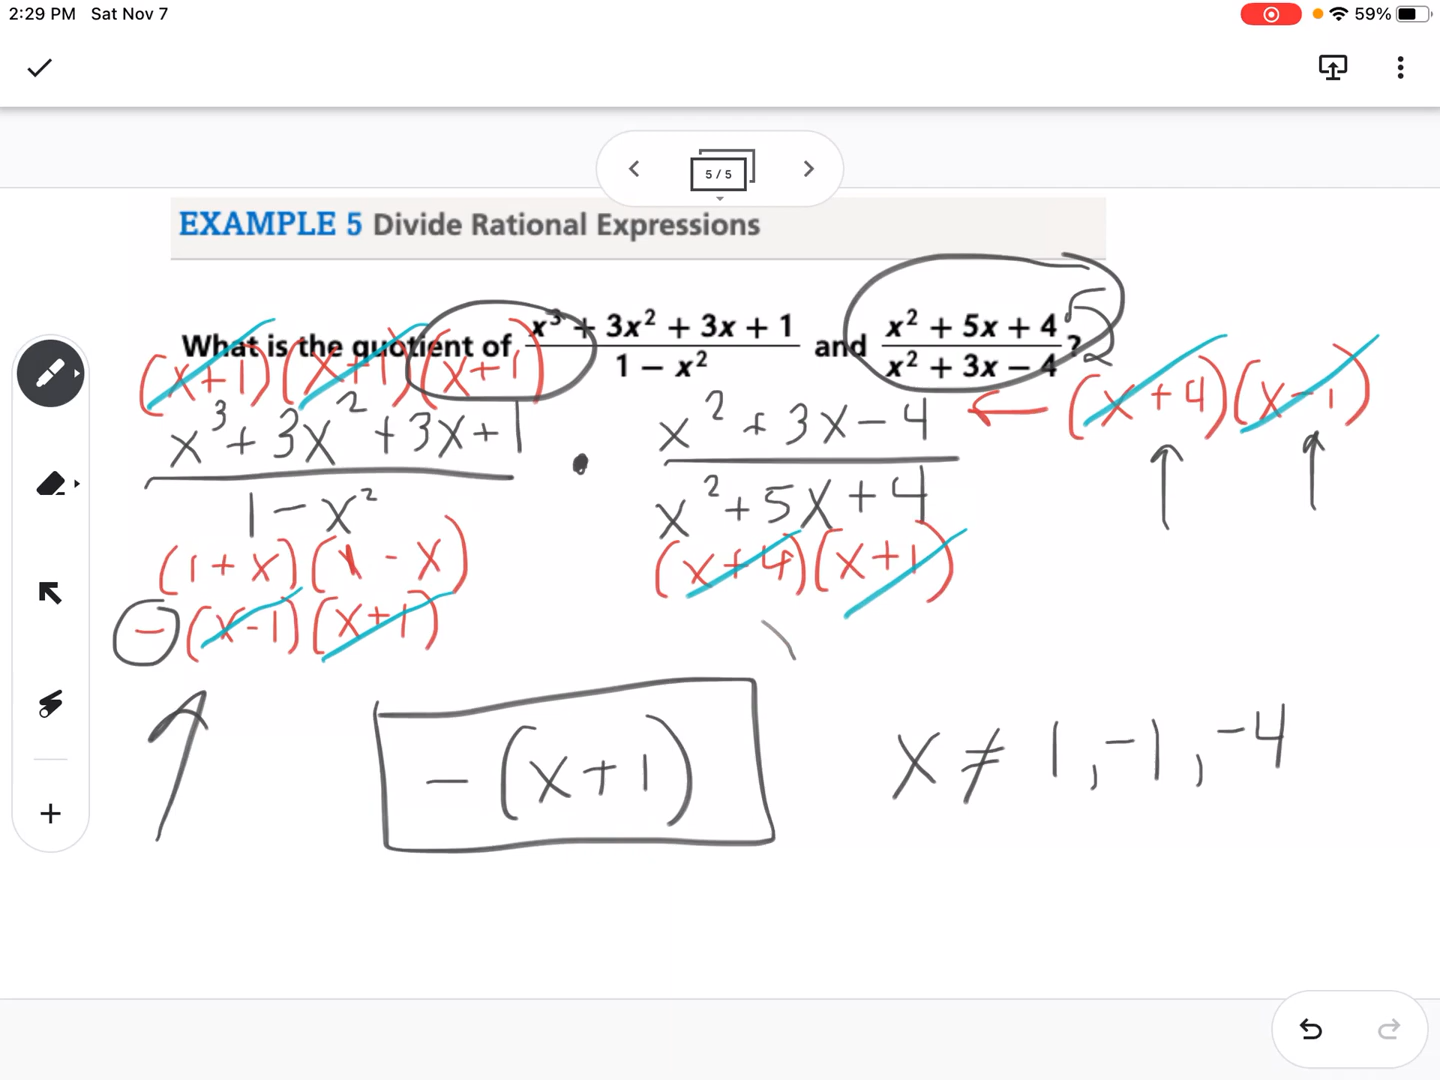 2:29 PM Sat Nov 7
59%
5 / 5
EXAMPLE 5 Divide Rational Expressions
What is the quotient of (x³ + 3x² + 3x + 1)/(1 − x²) and (x² + 5x + 4)/(x² + 3x − 4)?
(x+1)(x+1)(x+1)
(x+4)(x-1)
x³+3x²+3x+1 • x²+3x-4 ←
1-x² x²+5x+4
(1+x)(1-x) (x+4)(x+1)
-(x-1)(x+1)
-(x+1) x ≠ 1, -1, -4